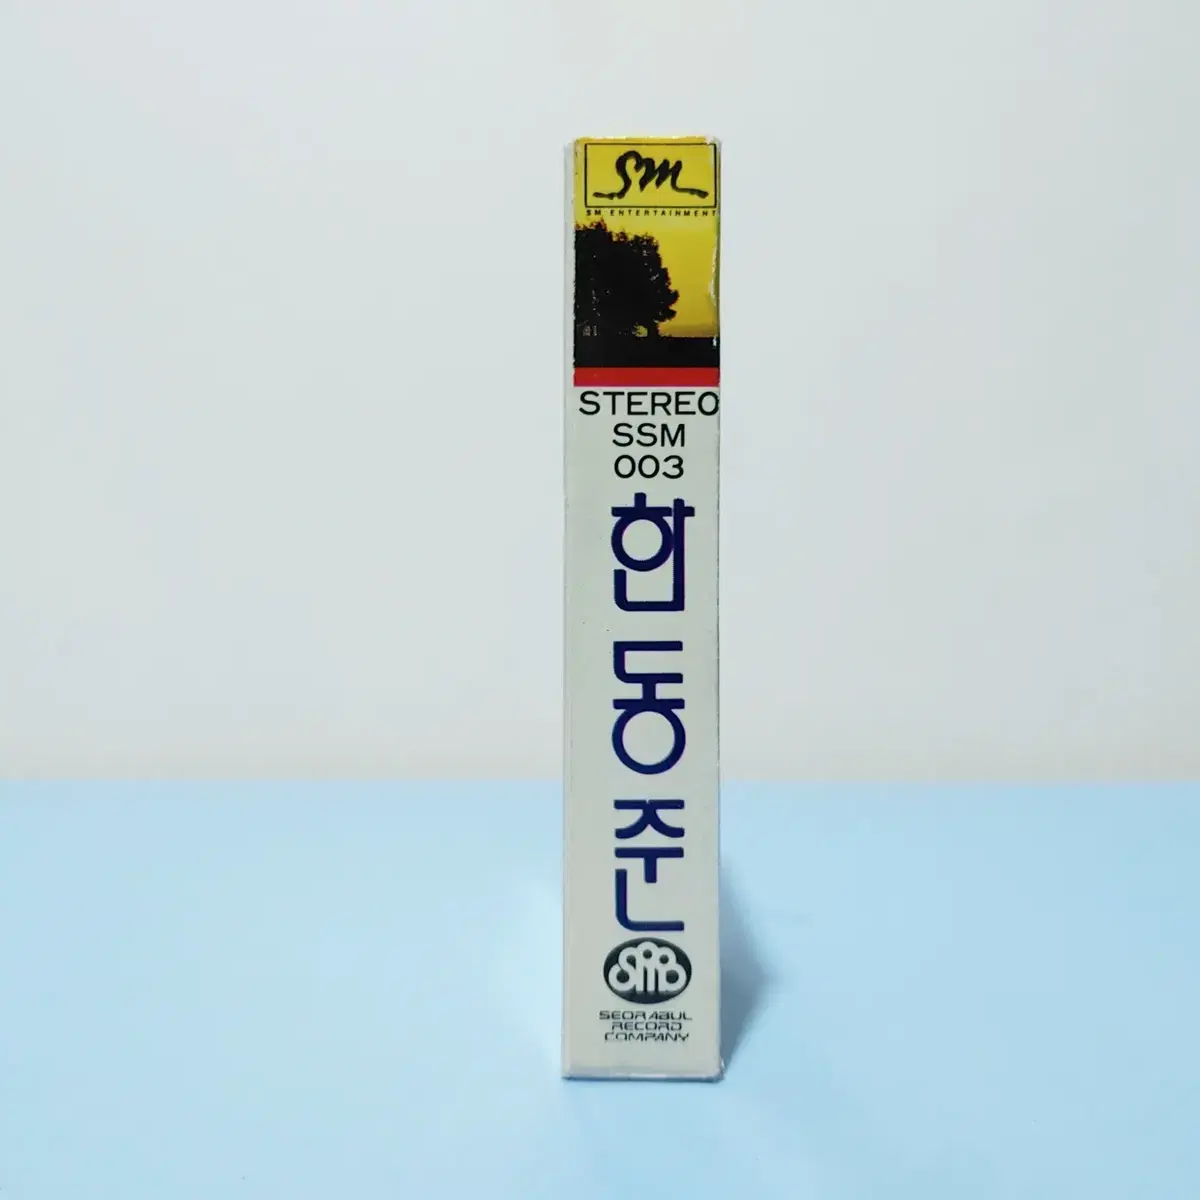 SM
SM ENTERTAINMENT
STEREO
SSM
003
한동준
SEORABUL
RECORD
COMPANY